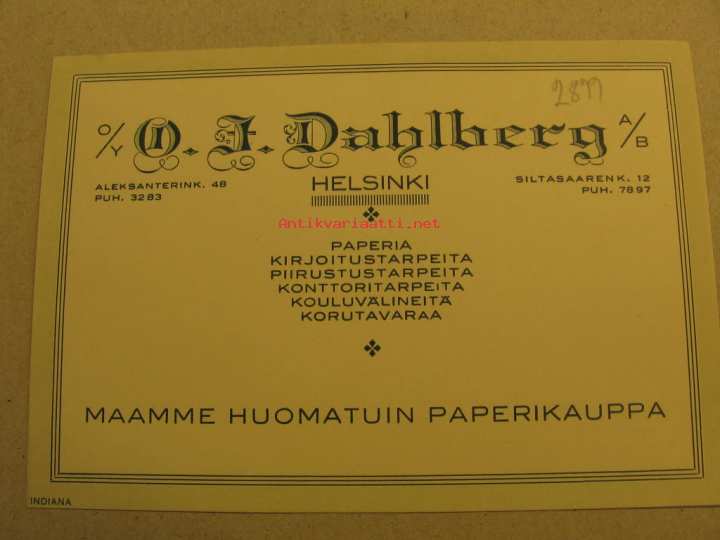 2877
O/Y O. J. Dahlberg A/B
ALEKSANTERINK. 48
PUH. 3283
HELSINKI
SILTASAARENK. 12
PUH. 7897
Antikvariaatti.net
PAPERIA
KIRJOITUSTARPEITA
PIIRUSTUSTARPEITA
KONTTORITARPEITA
KOULUVÄLINEITÄ
KORUTAVARAA
MAAMME HUOMATUIN PAPERIKAUPPA
INDIANA